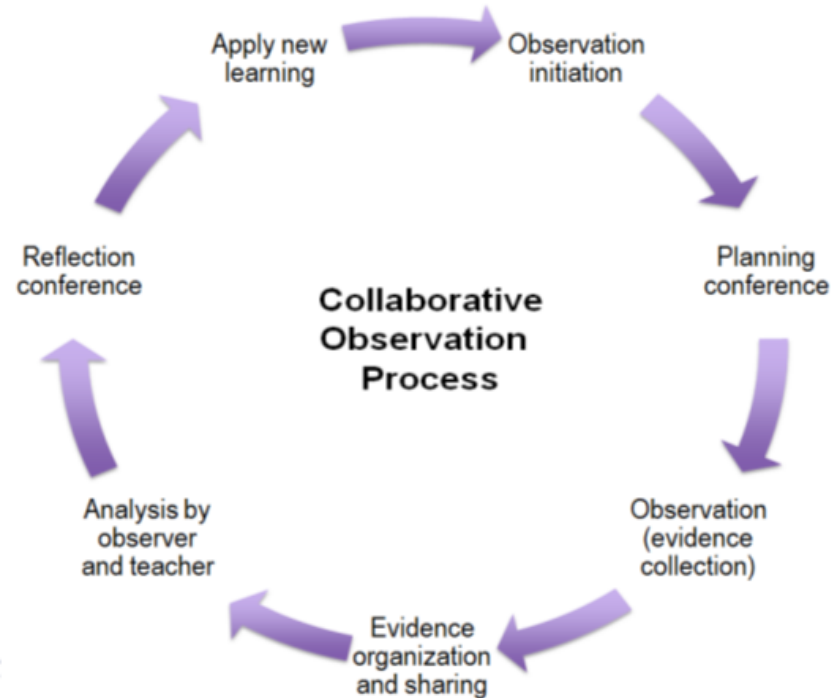 Apply new
learning
Observation
initiation
Planning
conference
Observation
(evidence
collection)
Evidence
organization
and sharing
Analysis by
observer
and teacher
Reflection
conference
Collaborative
Observation
Process